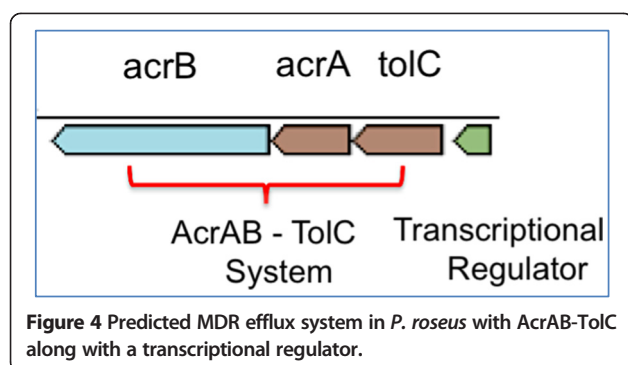 acrB acrA tolC
AcrAB - TolC Transcriptional
System Regulator
Figure 4 Predicted MDR efflux system in P. roseus with AcrAB-TolC
along with a transcriptional regulator.